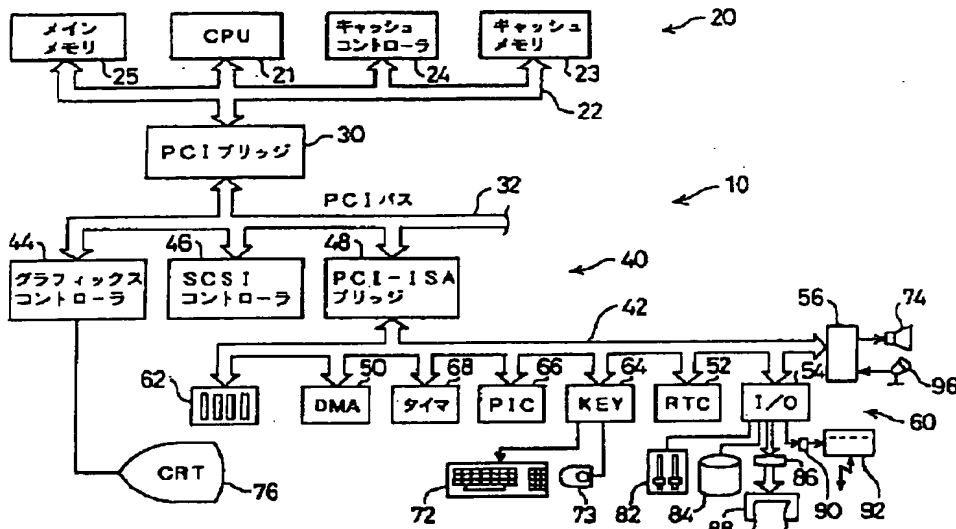 メイン
メモリ
25
CPU
21
キャッシュ
コントローラ
24
キャッシュ
メモリ
23
20
22
PCIブリッジ
30
PCIバス
32
10
44
グラフィックス
コントローラ
46
SCSI
コントローラ
48
PCI-ISA
ブリッジ
40
42
56
74
96
62
50
DMA
68
タイマ
66
PIC
64
KEY
52
RTC
54
I/O
60
CRT
76
72
73
82
84
86
88
90
92